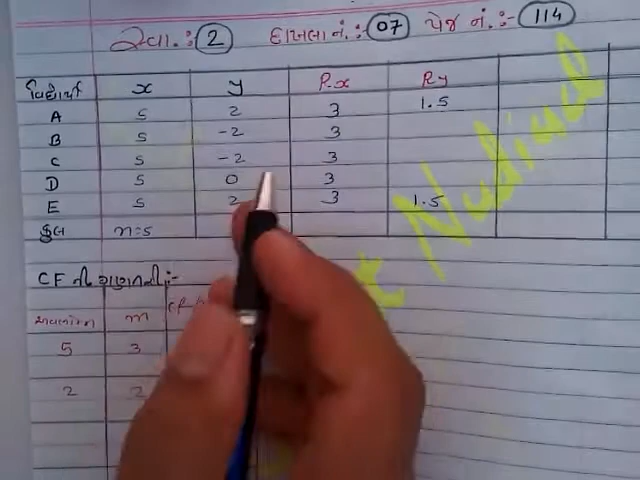 સ્વા.: 2 દાખલા નં.:- 07 પેજ નં.:- 114
વિદ્યાર્થી x y Rx Ry
A 5 2 3 1.5
B 5 -2 3
C 5 -2 3
D 5 0 3
E 5 2 3 1.5
કુલ n=5
CF ની ગણતરી:-
અવલોકન m
5 3
2 2